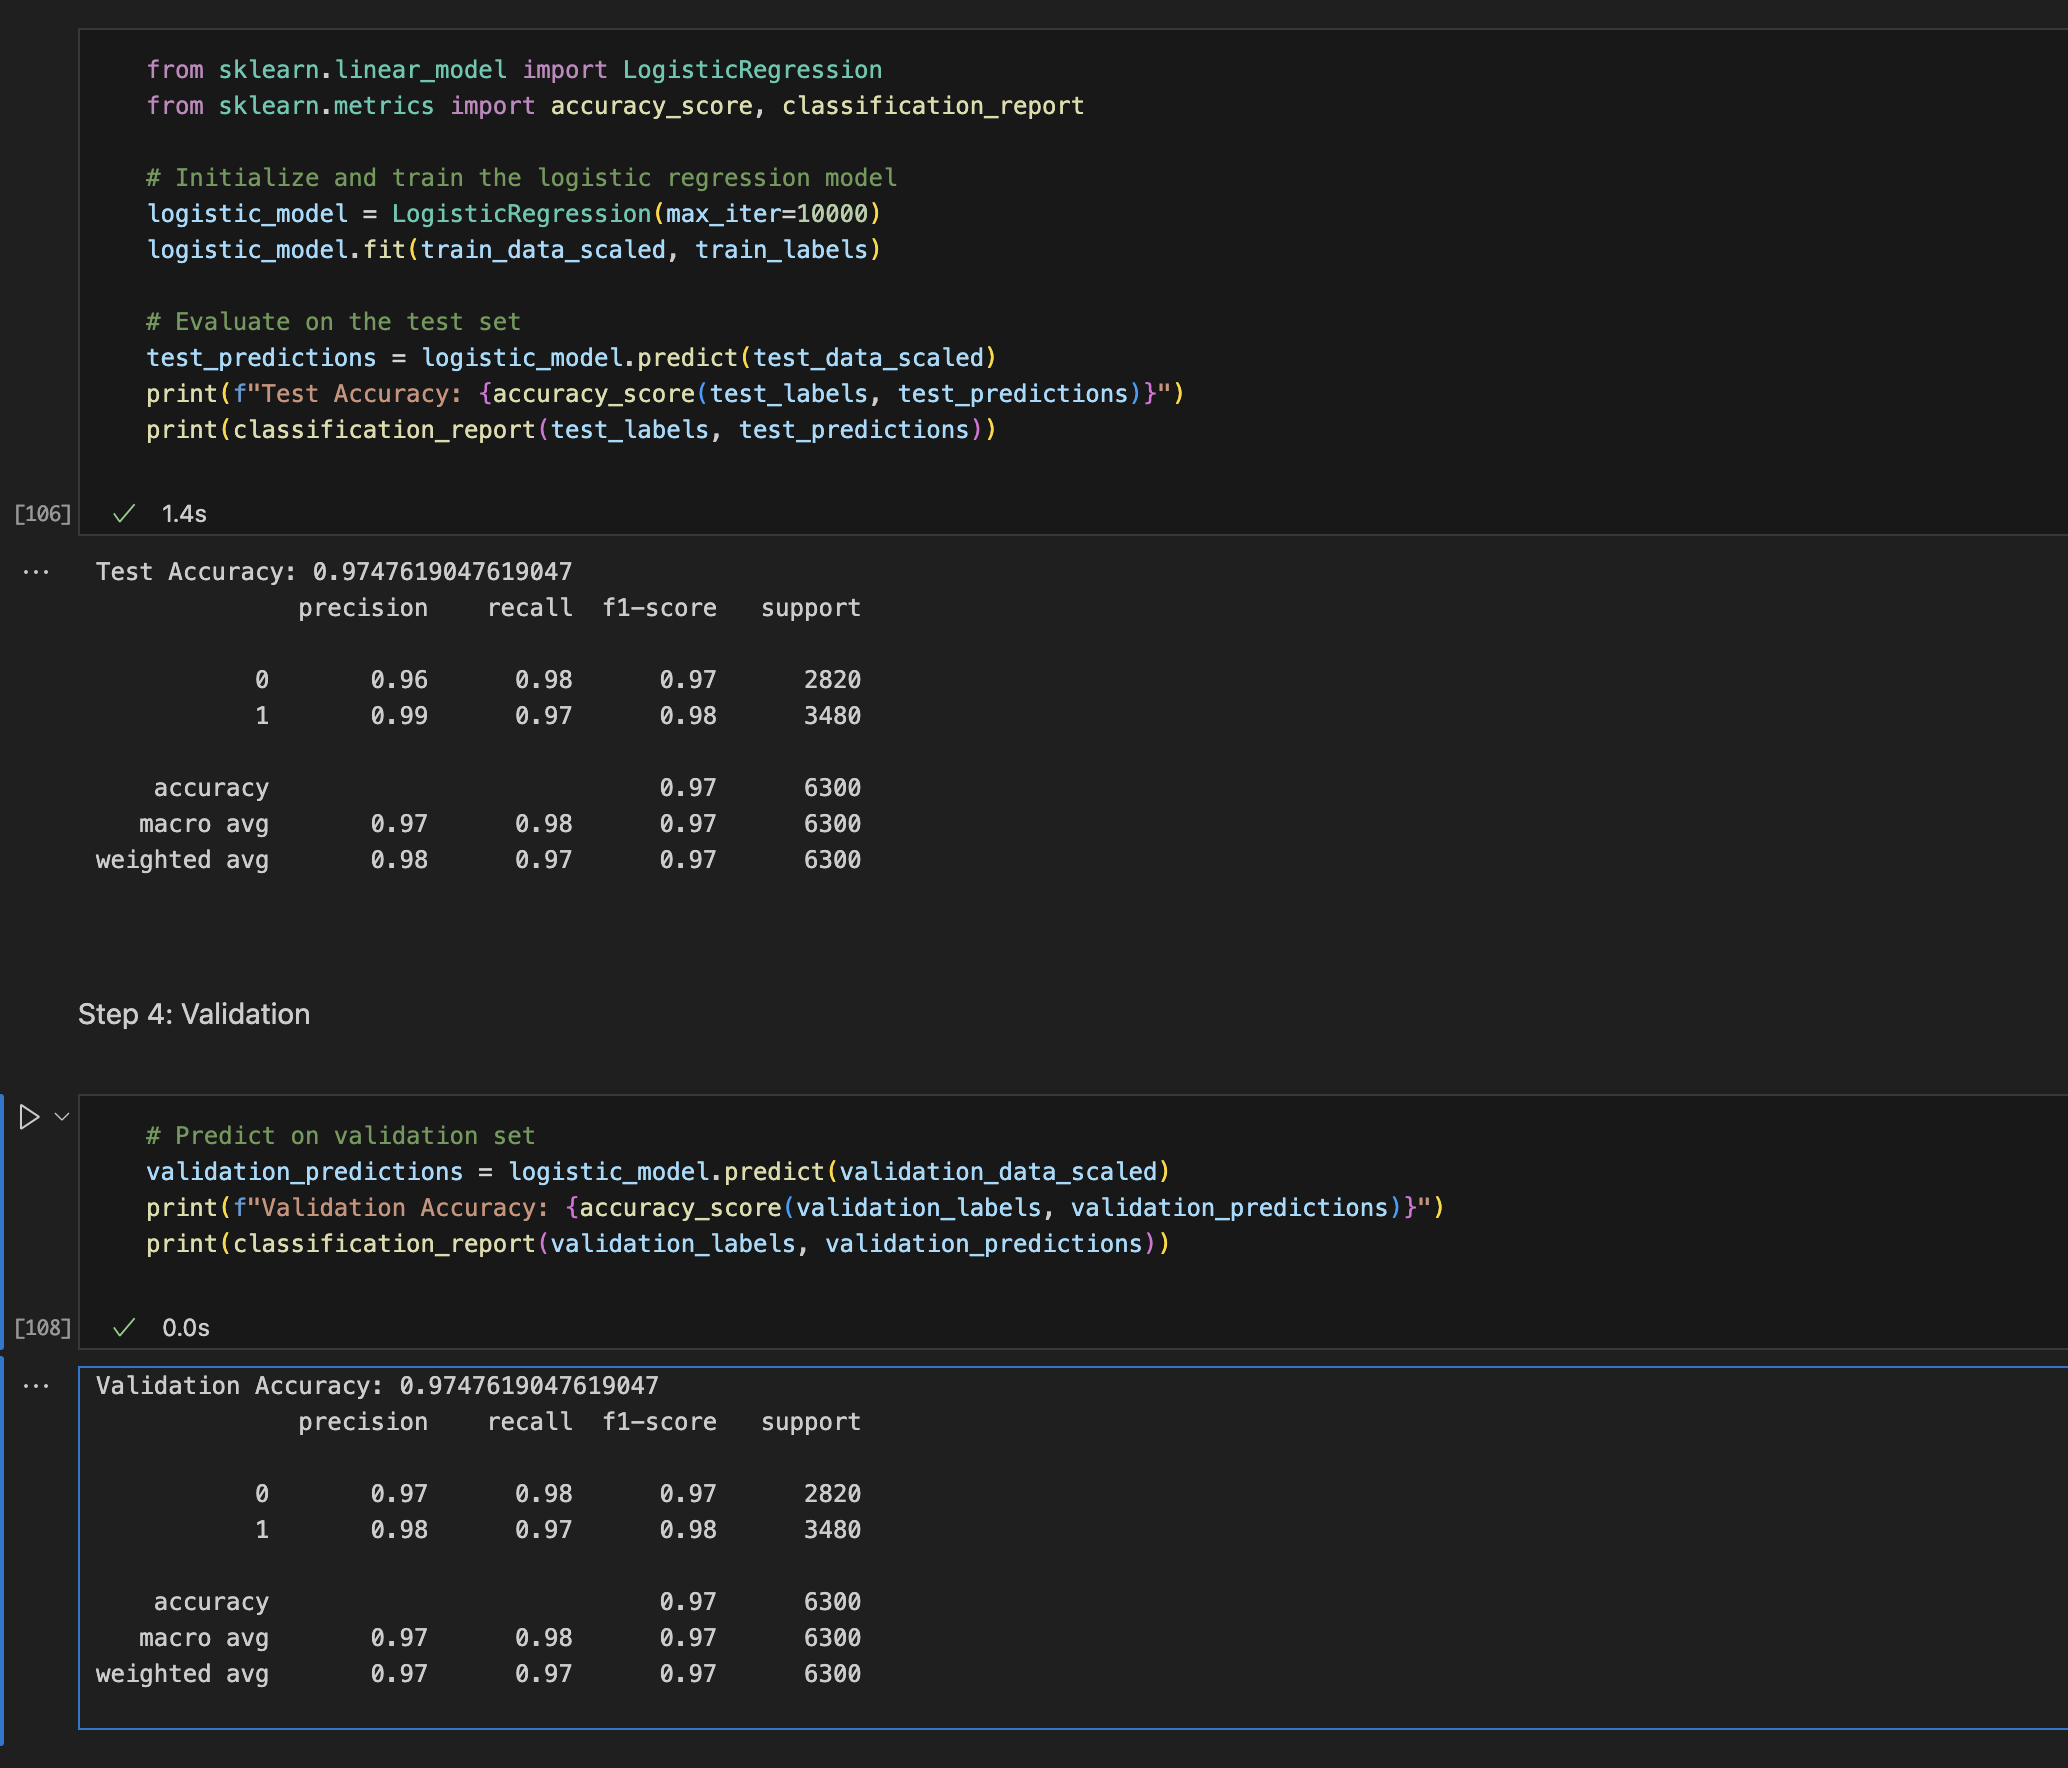 from sklearn.linear_model import LogisticRegression
from sklearn.metrics import accuracy_score, classification_report
# Initialize and train the logistic regression model
logistic_model = LogisticRegression(max_iter=10000)
logistic_model.fit(train_data_scaled, train_labels)
# Evaluate on the test set
test_predictions = logistic_model.predict(test_data_scaled)
print(f"Test Accuracy: {accuracy_score(test_labels, test_predictions)}")
print(classification_report(test_labels, test_predictions))
[106] ✓ 1.4s
... Test Accuracy: 0.9747619047619047
precision recall f1-score support
0 0.96 0.98 0.97 2820
1 0.99 0.97 0.98 3480
accuracy 0.97 6300
macro avg 0.97 0.98 0.97 6300
weighted avg 0.98 0.97 0.97 6300
Step 4: Validation
# Predict on validation set
validation_predictions = logistic_model.predict(validation_data_scaled)
print(f"Validation Accuracy: {accuracy_score(validation_labels, validation_predictions)}")
print(classification_report(validation_labels, validation_predictions))
[108] ✓ 0.0s
... Validation Accuracy: 0.9747619047619047
precision recall f1-score support
0 0.97 0.98 0.97 2820
1 0.98 0.97 0.98 3480
accuracy 0.97 6300
macro avg 0.97 0.98 0.97 6300
weighted avg 0.97 0.97 0.97 6300